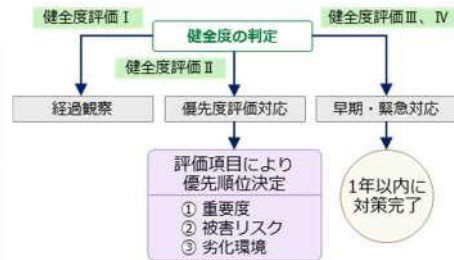 健全度評価Ⅰ
健全度評価Ⅲ、Ⅳ
健全度の判定
健全度評価Ⅱ
経過観察
優先度評価対応
早期・緊急対応
評価項目により
優先順位決定
① 重要度
② 被害リスク
③ 劣化環境
1年以内に
対策完了